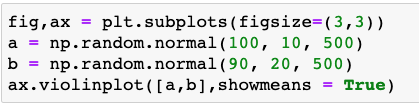 fig,ax = plt.subplots(figsize=(3,3))
a = np.random.normal(100, 10, 500)
b = np.random.normal(90, 20, 500)
ax.violinplot([a,b],showmeans = True)